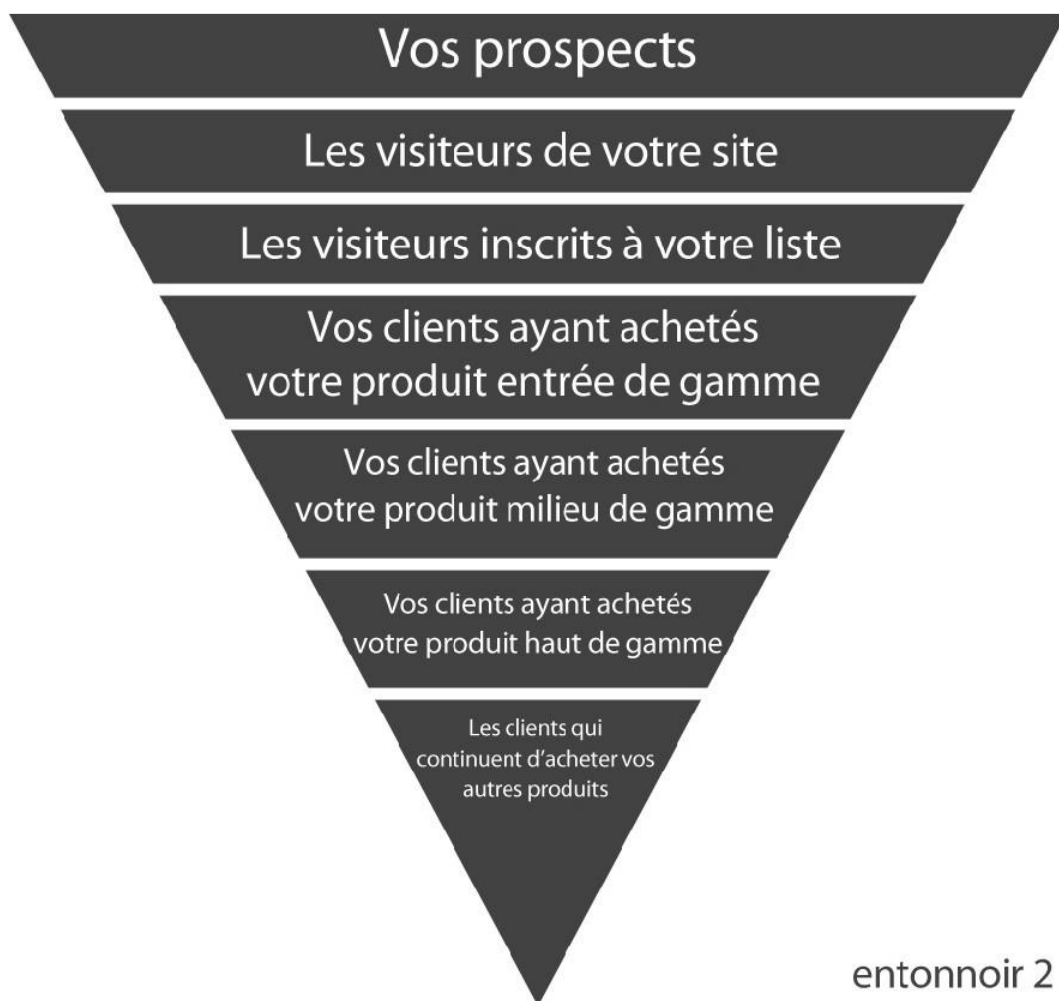 Vos prospects
Les visiteurs de votre site
Les visiteurs inscrits à votre liste
Vos clients ayant achetés
votre produit entrée de gamme
Vos clients ayant achetés
votre produit milieu de gamme
Vos clients ayant achetés
votre produit haut de gamme
Les clients qui
continuent d'acheter vos
autres produits
entonnoir 2